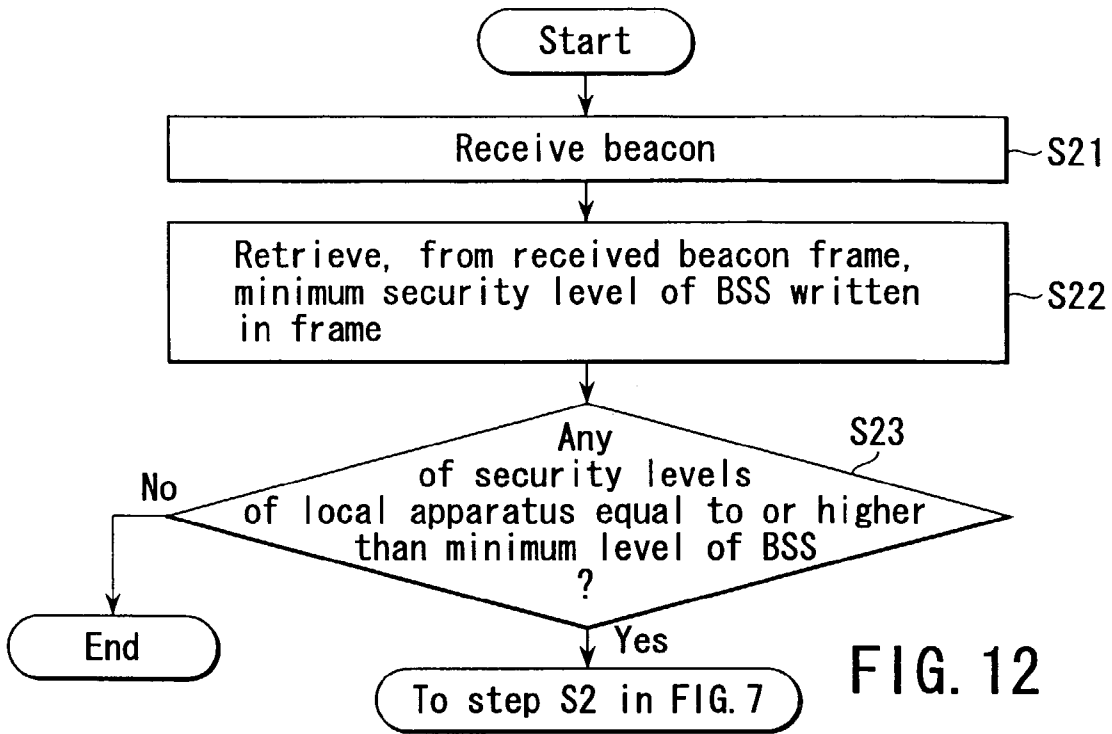 Start
Receive beacon
S21
Retrieve, from received beacon frame,
minimum security level of BSS written
in frame
S22
Any
of security levels
of local apparatus equal to or higher
than minimum level of BSS
?
S23
No
End
Yes
To step S2 in FIG. 7
FIG. 12